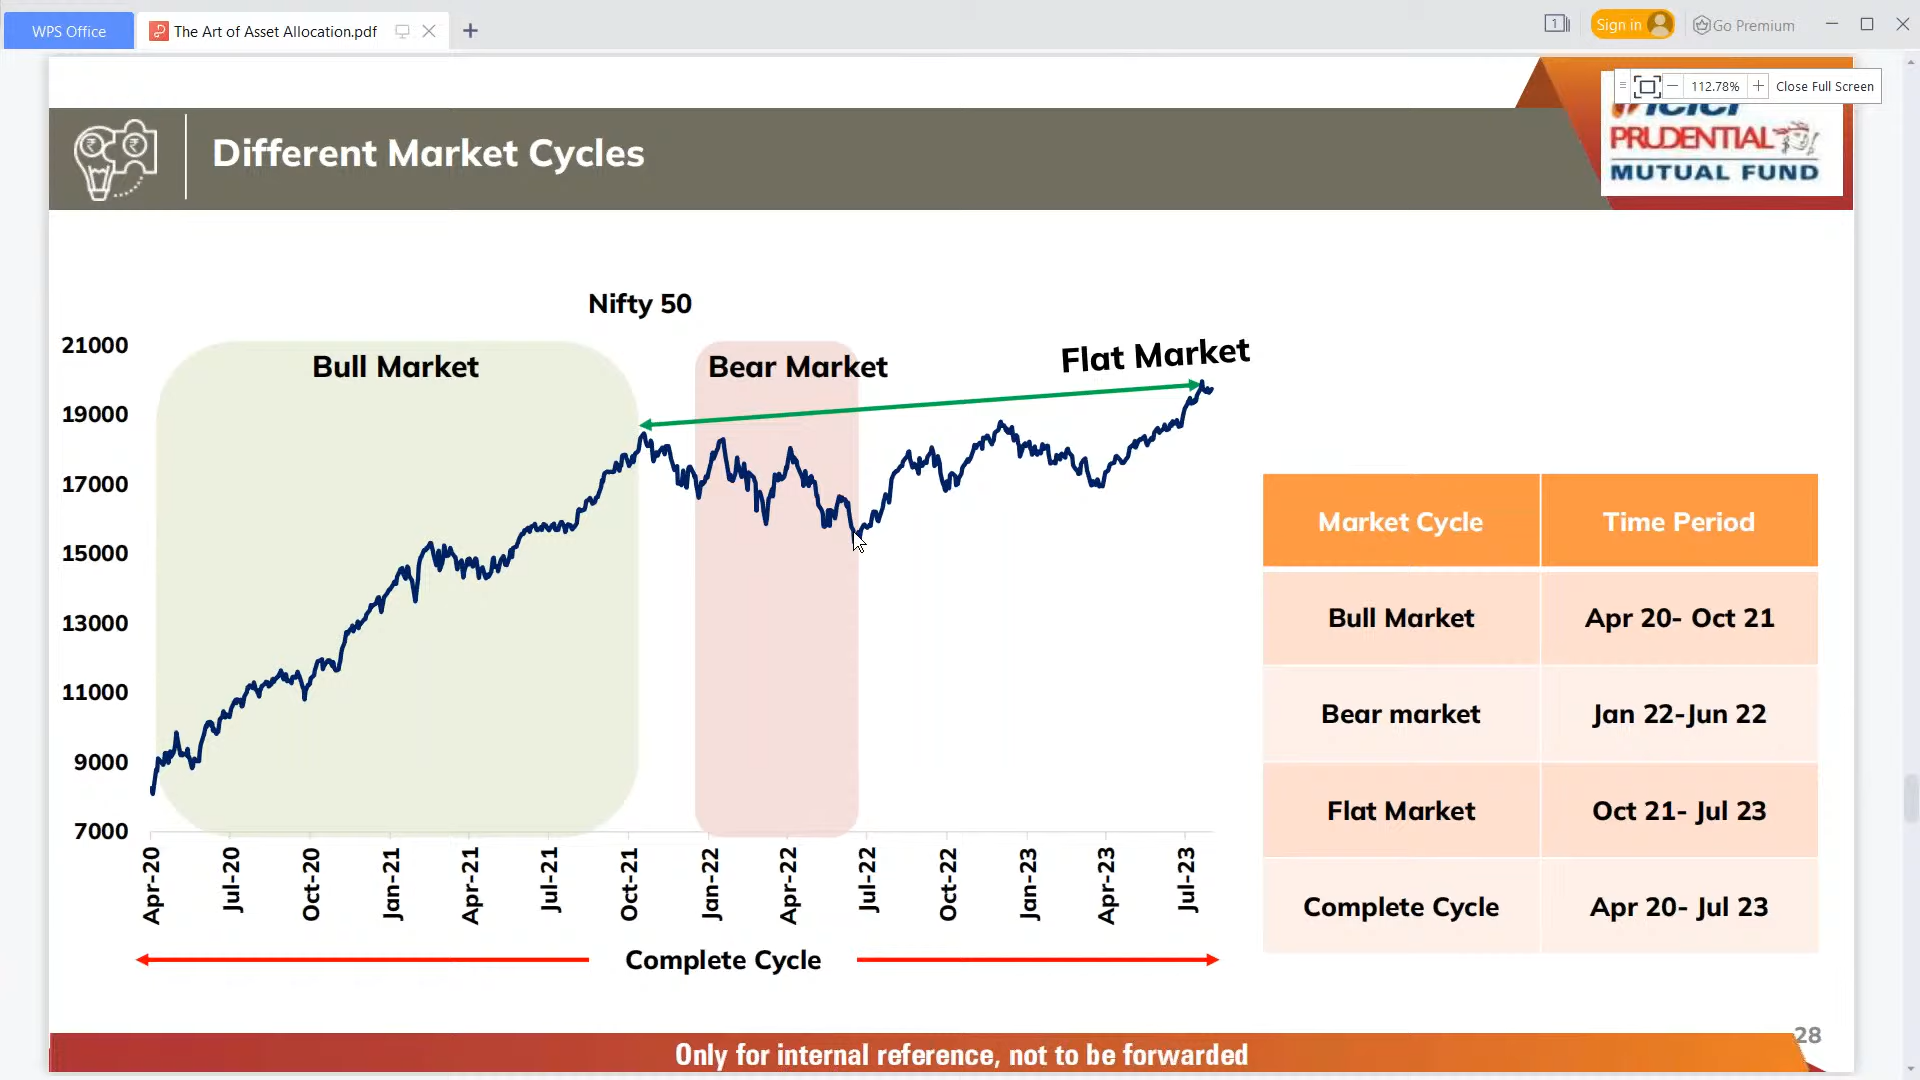 WPS Office
The Art of Asset Allocation.pdf
1
Sign in
Go Premium
112.78%
Close Full Screen
Different Market Cycles
PRUDENTIAL
MUTUAL FUND
Nifty 50
Bull Market
Bear Market
Flat Market
21000
19000
17000
15000
13000
11000
9000
7000
Apr-20
Jul-20
Oct-20
Jan-21
Apr-21
Jul-21
Oct-21
Jan-22
Apr-22
Jul-22
Oct-22
Jan-23
Apr-23
Jul-23
Complete Cycle
Market Cycle Time Period
Bull Market Apr 20- Oct 21
Bear market Jan 22-Jun 22
Flat Market Oct 21- Jul 23
Complete Cycle Apr 20- Jul 23
28
Only for internal reference, not to be forwarded